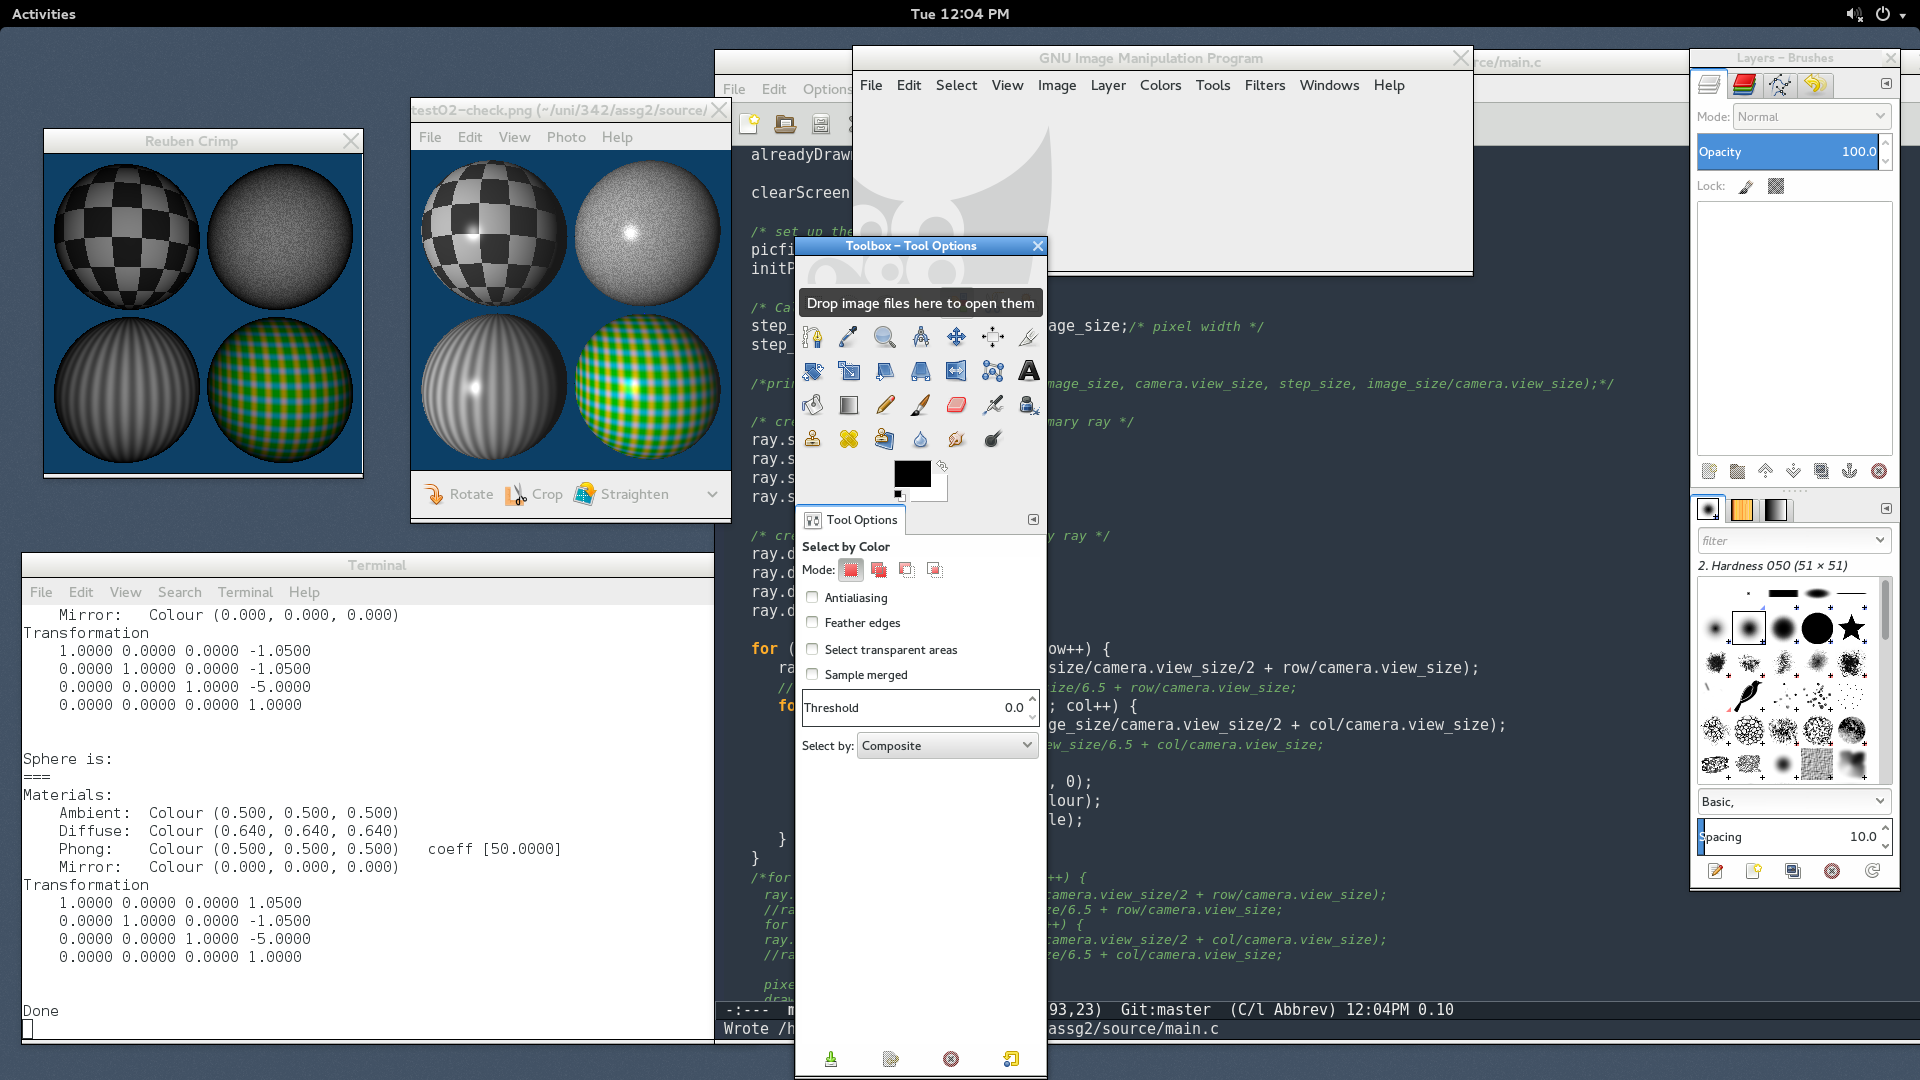 Activities
Tue 12:04 PM
Reuben Crimp
test02-check.png (~/uni/342/assg2/source/
File Edit View Photo Help
Rotate Crop Straighten
Terminal
File Edit View Search Terminal Help
Mirror: Colour (0.000, 0.000, 0.000)
Transformation
1.0000 0.0000 0.0000 -1.0500
0.0000 1.0000 0.0000 -1.0500
0.0000 0.0000 1.0000 -5.0000
0.0000 0.0000 0.0000 1.0000
Sphere is:
===
Materials:
Ambient: Colour (0.500, 0.500, 0.500)
Diffuse: Colour (0.640, 0.640, 0.640)
Phong: Colour (0.500, 0.500, 0.500) coeff [50.0000]
Mirror: Colour (0.000, 0.000, 0.000)
Transformation
1.0000 0.0000 0.0000 1.0500
0.0000 1.0000 0.0000 -1.0500
0.0000 0.0000 1.0000 -5.0000
0.0000 0.0000 0.0000 1.0000
Done
GNU Image Manipulation Program
File Edit Select View Image Layer Colors Tools Filters Windows Help
rce/main.c
File Edit Options
alreadyDraw
clearScreen
/* set up the
picfi
initP
/* Ca
step_ age_size;/* pixel width */
step_
/*prin mage_size, camera.view_size, step_size, image_size/camera.view_size);*/
/* cre mary ray */
ray.s
ray.s
ray.s
ray.s
/* cre y ray */
ray.d
ray.d
ray.d
ray.d
for ( ow++) {
ra size/camera.view_size/2 + row/camera.view_size);
// ize/6.5 + row/camera.view_size;
fo ; col++) {
ge_size/camera.view_size/2 + col/camera.view_size);
ew_size/6.5 + col/camera.view_size;
, 0);
lour);
le);
}
}
/*for ++) {
ray. camera.view_size/2 + row/camera.view_size);
//ra ze/6.5 + row/camera.view_size;
for ++) {
ray. camera.view_size/2 + col/camera.view_size);
//ra ze/6.5 + col/camera.view_size;
pixe
draw
-:--- m 93,23) Git:master (C/l Abbrev) 12:04PM 0.10
Wrote /h assg2/source/main.c
Toolbox – Tool Options
Drop image files here to open them
Tool Options
Select by Color
Mode:
Antialiasing
Feather edges
Select transparent areas
Sample merged
Threshold 0.0
Select by: Composite
Layers – Brushes
Mode: Normal
Opacity 100.0
Lock:
filter
2. Hardness 050 (51 × 51)
Basic,
Spacing 10.0